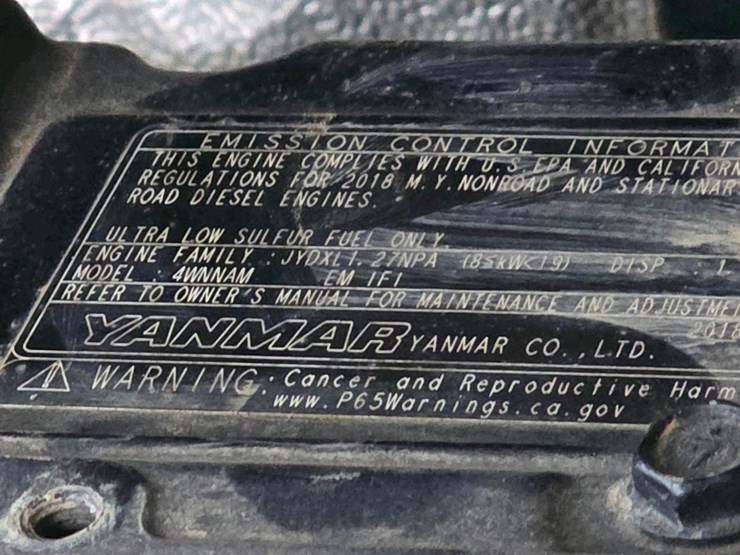 EMISSION CONTROL INFORMAT
THIS ENGINE COMPLIES WITH U.S. EPA AND CALIFORN
REGULATIONS FOR 2018 M.Y. NONROAD AND STATIONAR
ROAD DIESEL ENGINES.
ULTRA LOW SULFUR FUEL ONLY.
ENGINE FAMILY : JYDXL1.27NPA (8≤kW<19) DISP : 1.
MODEL : 4WNNAM EM IFI
REFER TO OWNER'S MANUAL FOR MAINTENANCE AND ADJUSTMEN
2018
YANMAR YANMAR CO.,LTD.
WARNING: Cancer and Reproductive Harm
www.P65Warnings.ca.gov